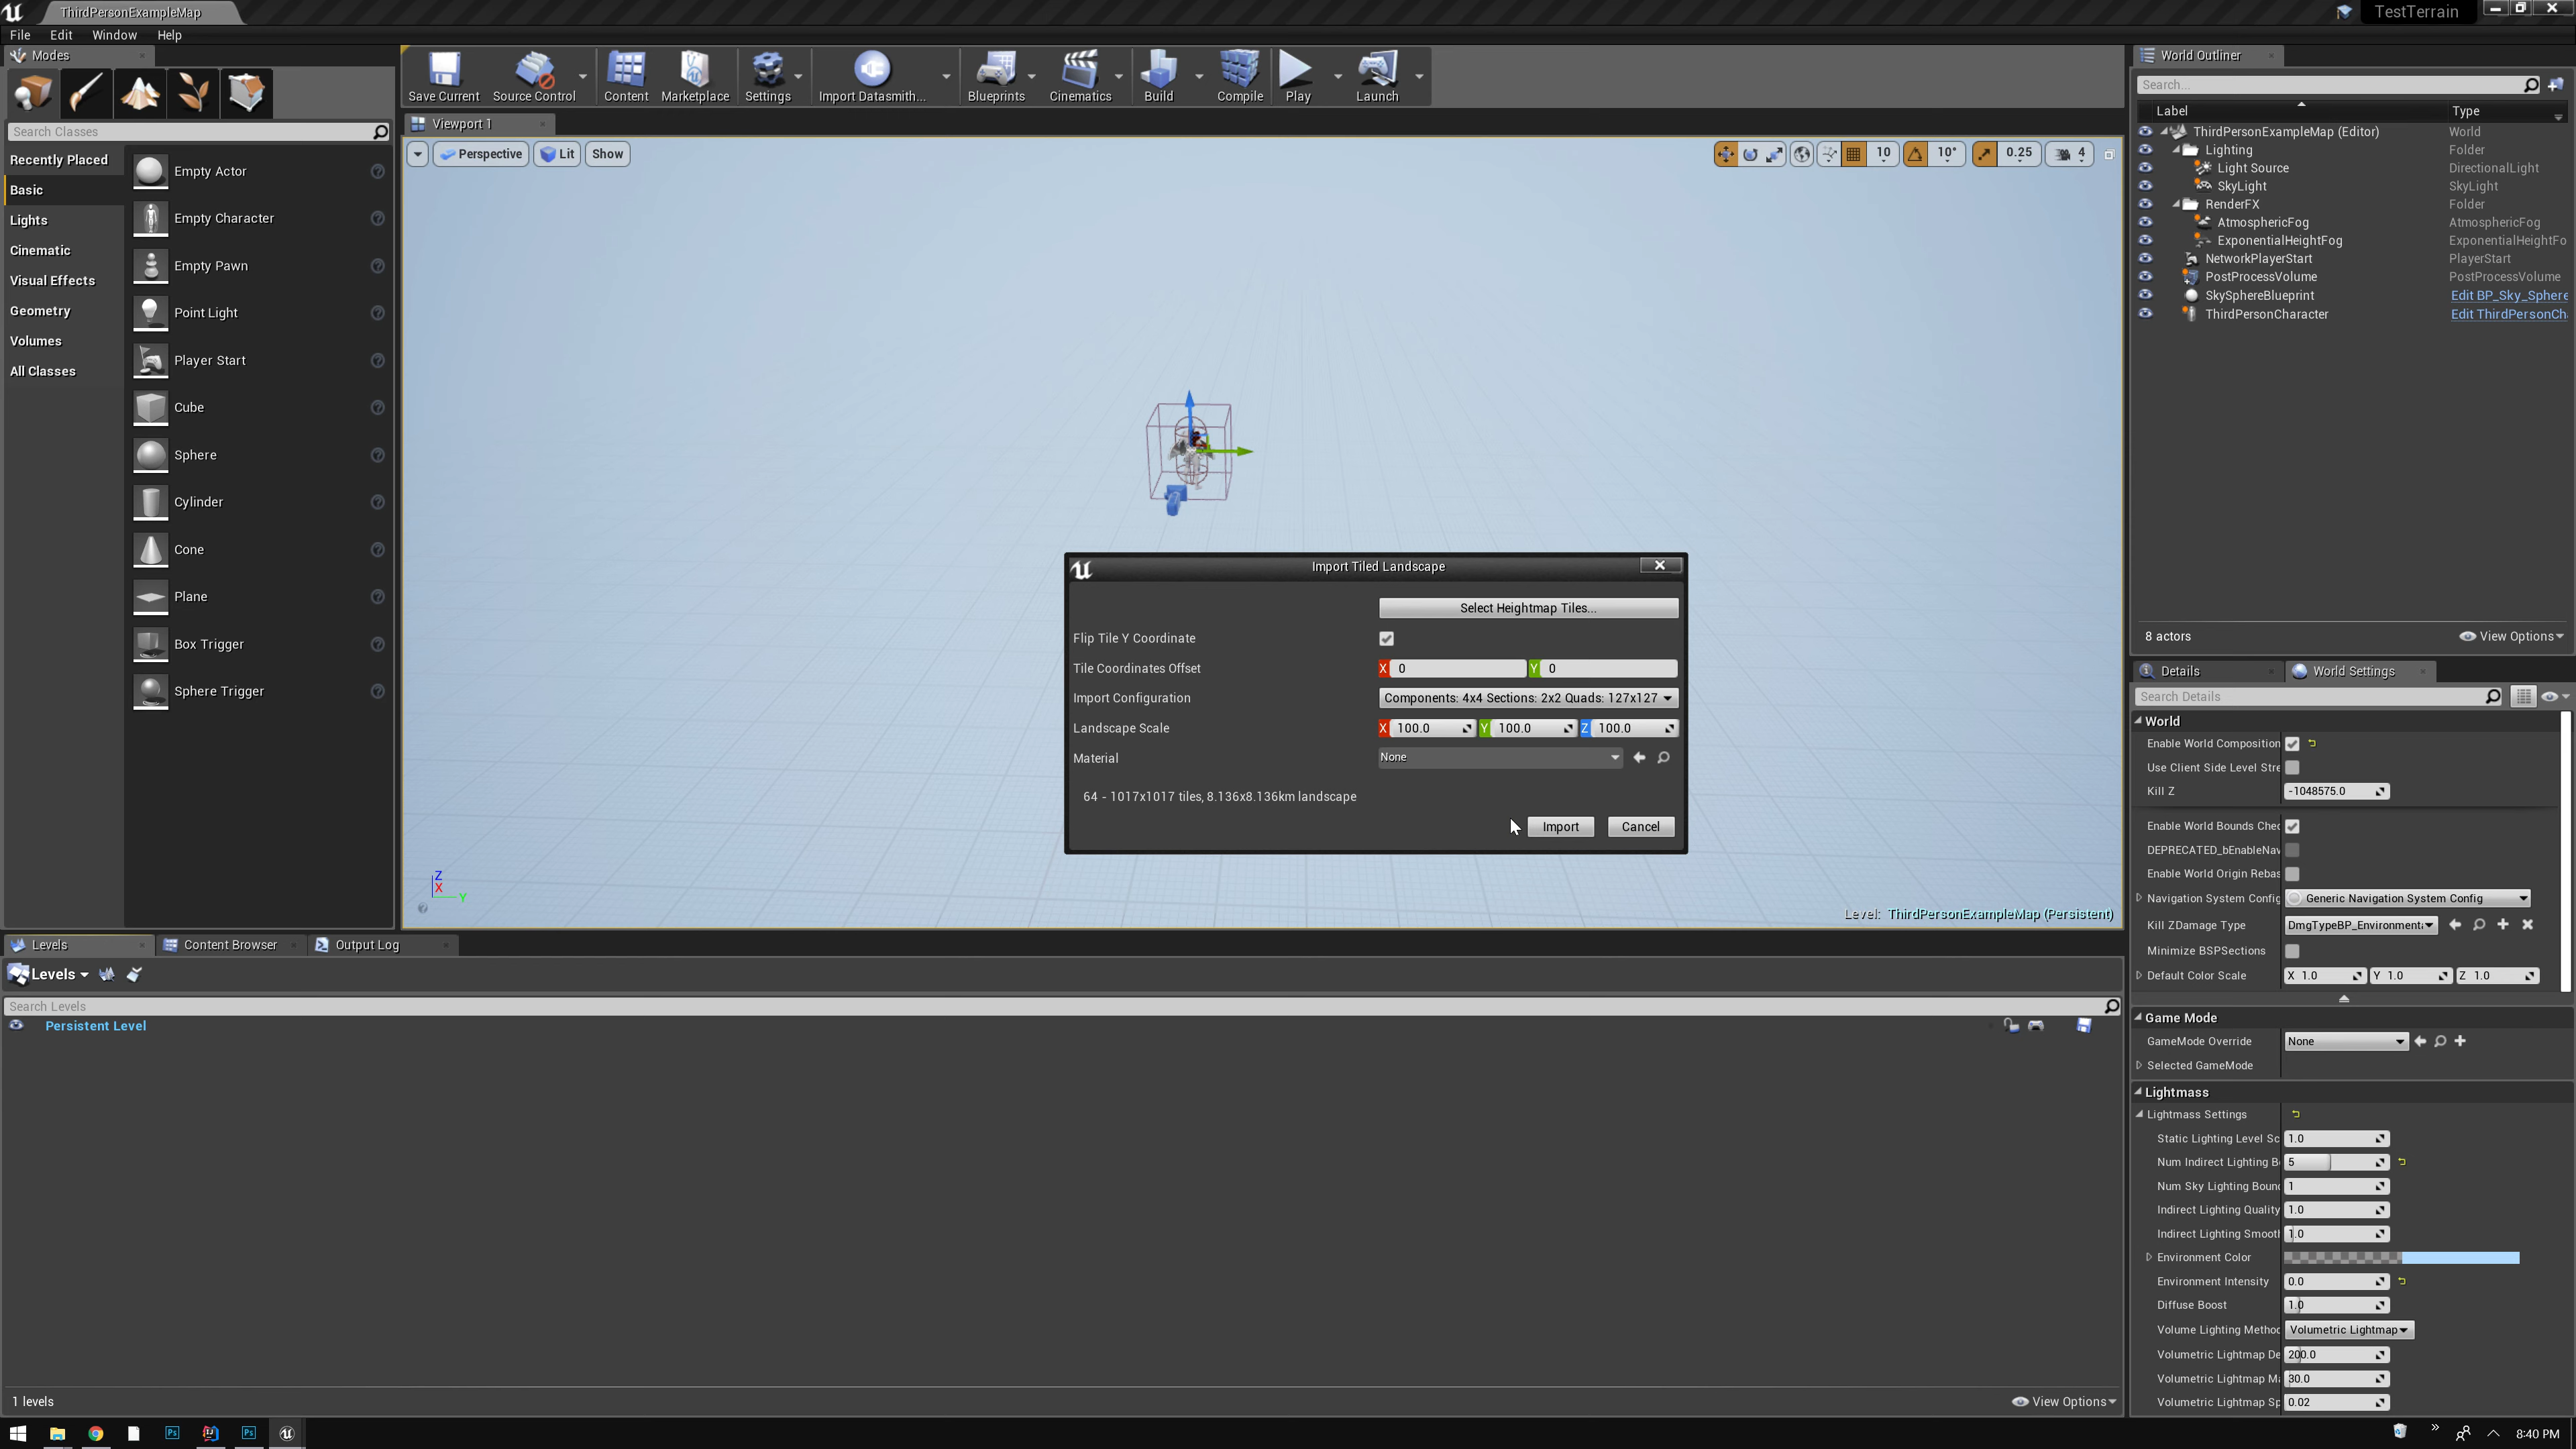 ThirdPersonExampleMap
TestTerrain
File Edit Window Help
Modes
Search Classes
Recently Placed
Basic
Lights
Cinematic
Visual Effects
Geometry
Volumes
All Classes
Empty Actor
Empty Character
Empty Pawn
Point Light
Player Start
Cube
Sphere
Cylinder
Cone
Plane
Box Trigger
Sphere Trigger
Save Current
Source Control
Content
Marketplace
Settings
Import Datasmith...
Blueprints
Cinematics
Build
Compile
Play
Launch
Viewport 1
Perspective Lit Show
10 10° 0.25 4
Import Tiled Landscape
Select Heightmap Tiles...
Flip Tile Y Coordinate
Tile Coordinates Offset X 0 Y 0
Import Configuration Components: 4x4 Sections: 2x2 Quads: 127x127
Landscape Scale X 100.0 Y 100.0 Z 100.0
Material None
64 - 1017x1017 tiles, 8.136x8.136km landscape
Import Cancel
Z
X
Y
Level: ThirdPersonExampleMap (Persistent)
Levels Content Browser Output Log
Levels
Search Levels
Persistent Level
1 levels
View Options
World Outliner
Search...
Label Type
ThirdPersonExampleMap (Editor) World
Lighting Folder
Light Source DirectionalLight
SkyLight SkyLight
RenderFX Folder
AtmosphericFog AtmosphericFog
ExponentialHeightFog ExponentialHeightFo
NetworkPlayerStart PlayerStart
PostProcessVolume PostProcessVolume
SkySphereBlueprint Edit BP_Sky_Sphere
ThirdPersonCharacter Edit ThirdPersonCh
8 actors
View Options
Details World Settings
Search Details
World
Enable World Composition
Use Client Side Level Stre
Kill Z -1048575.0
Enable World Bounds Chec
DEPRECATED_bEnableNav
Enable World Origin Rebas
Navigation System Config Generic Navigation System Config
Kill ZDamage Type DmgTypeBP_Environment
Minimize BSPSections
Default Color Scale X 1.0 Y 1.0 Z 1.0
Game Mode
GameMode Override None
Selected GameMode
Lightmass
Lightmass Settings
Static Lighting Level Sc 1.0
Num Indirect Lighting B 5
Num Sky Lighting Boun 1
Indirect Lighting Quality 1.0
Indirect Lighting Smoot 1.0
Environment Color
Environment Intensity 0.0
Diffuse Boost 1.0
Volume Lighting Method Volumetric Lightmap
Volumetric Lightmap De 200.0
Volumetric Lightmap Ma 30.0
Volumetric Lightmap Sp 0.02
Ps
Ps
8:40 PM